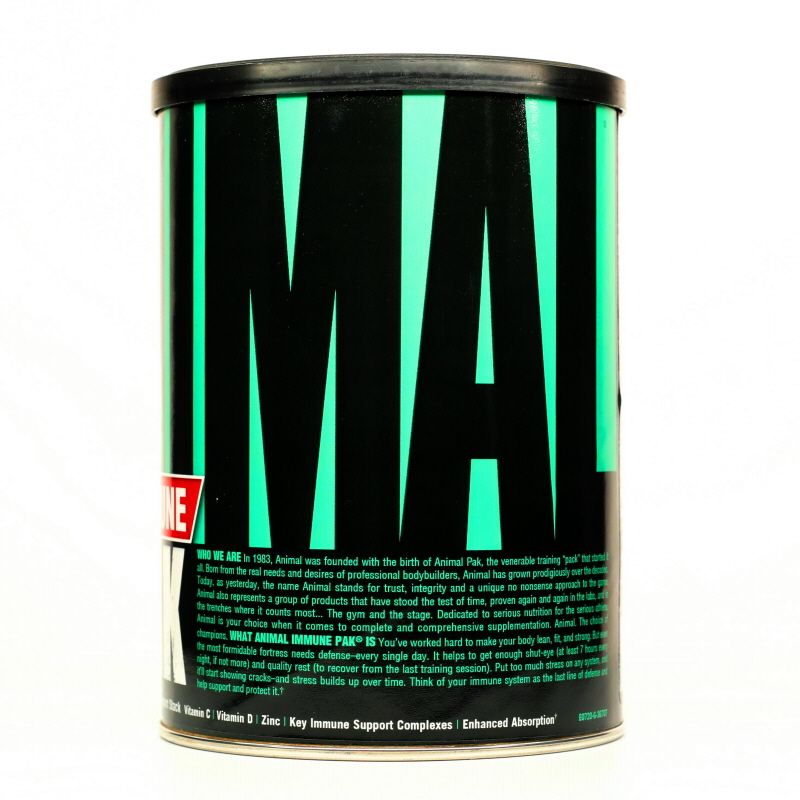 IMAL
UNE
K
WHO WE ARE In 1983, Animal was founded with the birth of Animal Pak, the venerable training "pack" that started it
all. Born from the real needs and desires of professional bodybuilders, Animal has grown prodigiously over the decades.
Today, as yesterday, the name Animal stands for trust, integrity and a unique no nonsense approach to the game.
Animal also represents a group of products that have stood the test of time, proven again and again in the labs, and in
the trenches where it counts most... The gym and the stage. Dedicated to serious nutrition for the serious athlete,
Animal is your choice when it comes to complete and comprehensive supplementation. Animal. The choice of
champions. WHAT ANIMAL IMMUNE PAK® IS You've worked hard to make your body lean, fit, and strong. But even
the most formidable fortress needs defense–every single day. It helps to get enough shut-eye (at least 7 hours every
night, if not more) and quality rest (to recover from the last training session). Put too much stress on any system, and
it'll start showing cracks–and stress builds up over time. Think of your immune system as the last line of defense and
help support and protect it.†
Stack Vitamin C | Vitamin D | Zinc | Key Immune Support Complexes | Enhanced Absorption†